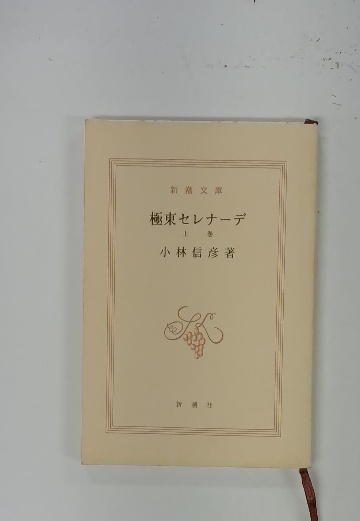 新潮文庫
極東セレナーデ
上巻
小林信彦著
新潮社